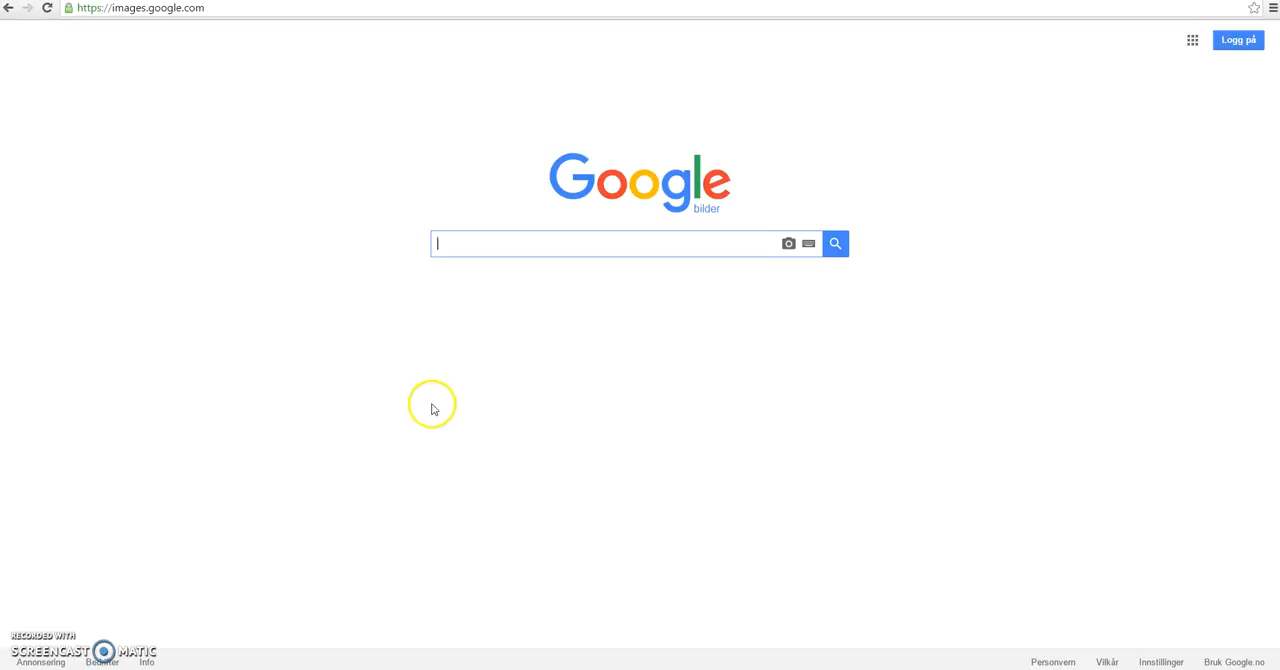 https://images.google.com
Logg på
Google
bilder
RECORDED WITH
SCREENCAST MATIC
Annonsering Bedrifter Info
Personvern Vilkår Innstillinger Bruk Google.no